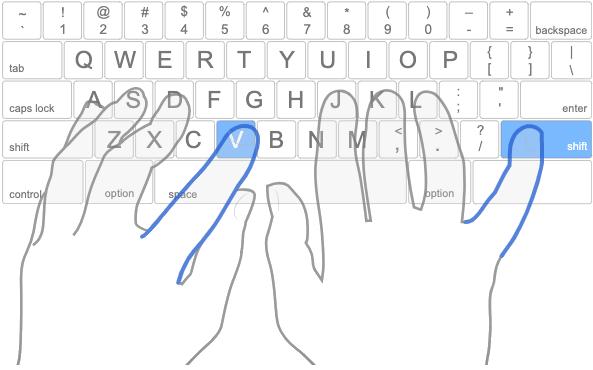 ~ ! @ # $ % ^ & * ( ) – +
` 1 2 3 4 5 6 7 8 9 0 - = backspace
tab Q W E R T Y U I O P { [ } ] | \
caps lock A S D F G H J K L : ; " ' enter
shift Z X C V B N M < , > . ? / shift
control option space option